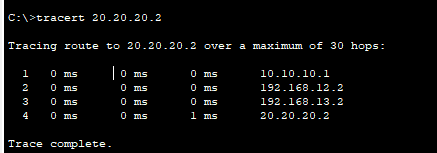 C:\>tracert 20.20.20.2
Tracing route to 20.20.20.2 over a maximum of 30 hops:
1 0 ms 0 ms 0 ms 10.10.10.1
2 0 ms 0 ms 0 ms 192.168.12.2
3 0 ms 0 ms 0 ms 192.168.13.2
4 0 ms 0 ms 1 ms 20.20.20.2
Trace complete.